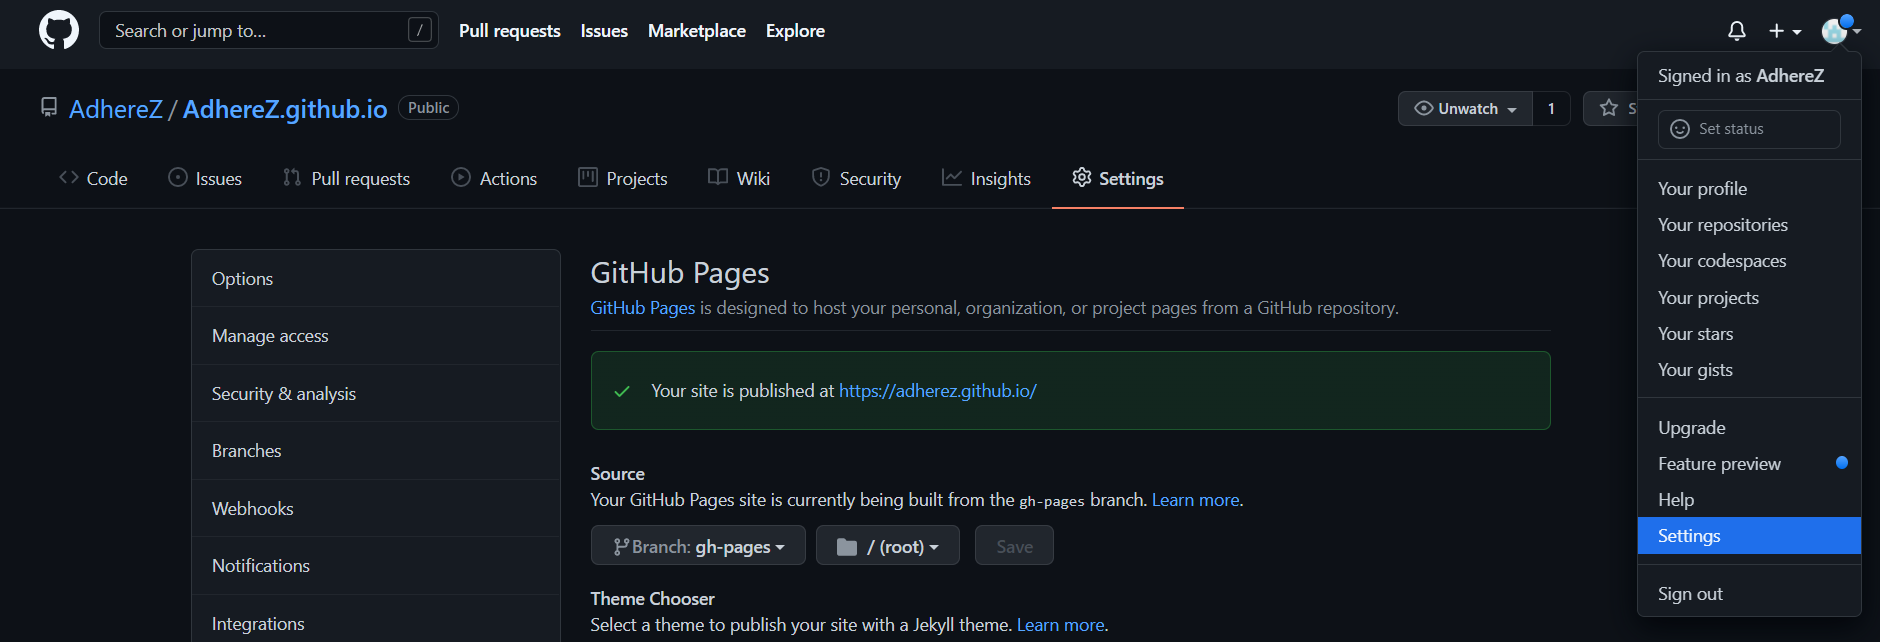 Search or jump to... /
Pull requests Issues Marketplace Explore
Signed in as AdhereZ
Set status
Your profile
Your repositories
Your codespaces
Your projects
Your stars
Your gists
Upgrade
Feature preview
Help
Settings
Sign out
AdhereZ / AdhereZ.github.io Public
Unwatch 1 S
Code Issues Pull requests Actions Projects Wiki Security Insights Settings
Options
Manage access
Security & analysis
Branches
Webhooks
Notifications
Integrations
GitHub Pages
GitHub Pages is designed to host your personal, organization, or project pages from a GitHub repository.
Your site is published at https://adherez.github.io/
Source
Your GitHub Pages site is currently being built from the gh-pages branch. Learn more.
Branch: gh-pages / (root) Save
Theme Chooser
Select a theme to publish your site with a Jekyll theme. Learn more.